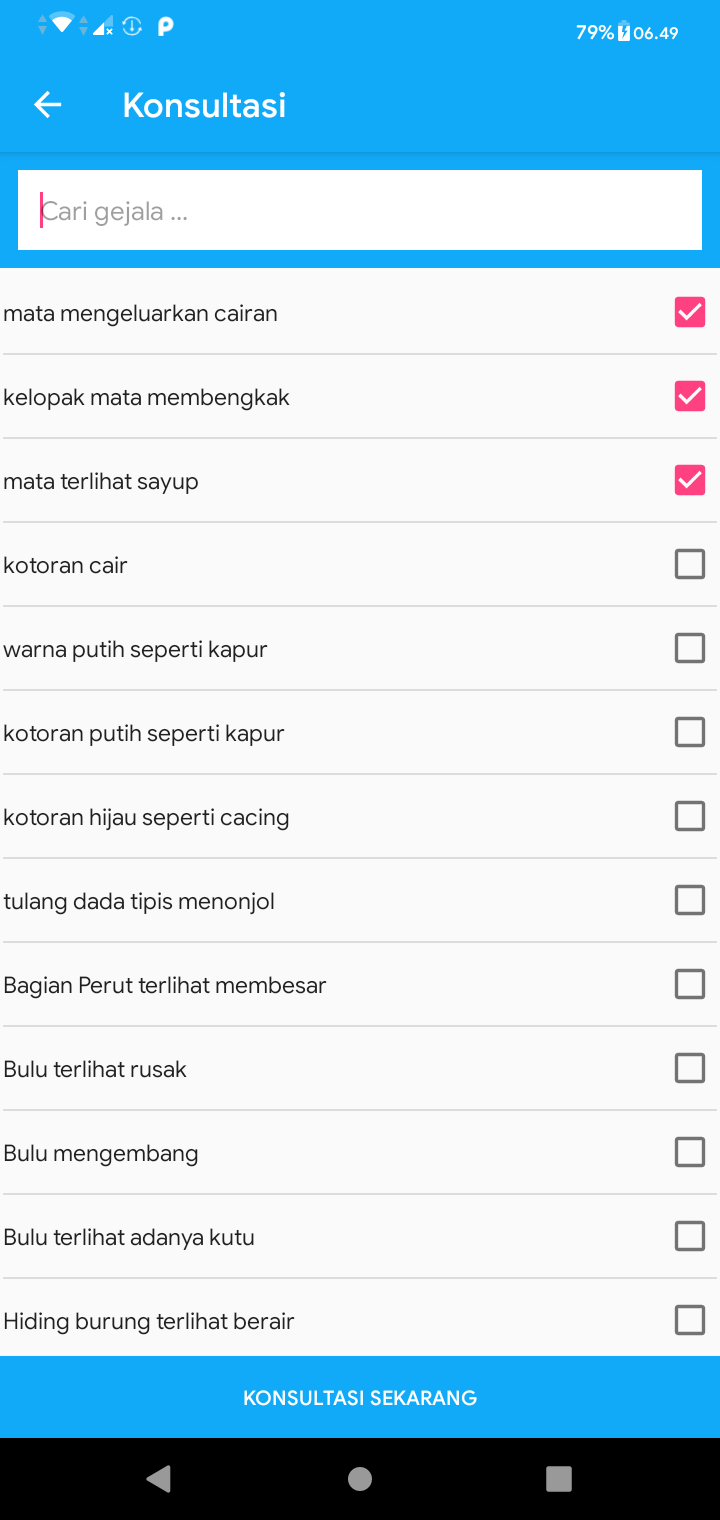 79% 06.49
Konsultasi
Cari gejala ...
mata mengeluarkan cairan
kelopak mata membengkak
mata terlihat sayup
kotoran cair
warna putih seperti kapur
kotoran putih seperti kapur
kotoran hijau seperti cacing
tulang dada tipis menonjol
Bagian Perut terlihat membesar
Bulu terlihat rusak
Bulu mengembang
Bulu terlihat adanya kutu
Hiding burung terlihat berair
KONSULTASI SEKARANG